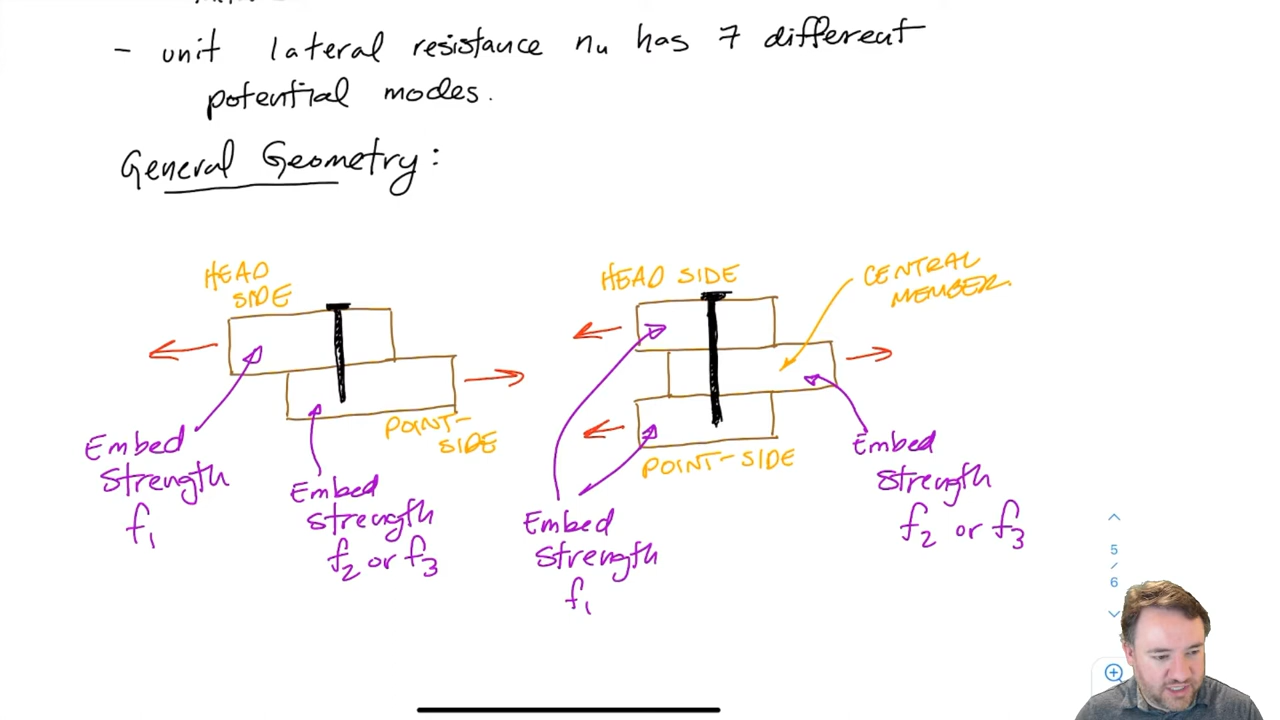 - unit lateral resistance nu has 7 different
potential modes.
General Geometry:
HEAD
SIDE
POINT-
SIDE
Embed
Strength
f1
Embed
strength
f2 or f3
HEAD SIDE
CENTRAL
MEMBER
POINT-SIDE
Embed
Strength
f1
Embed
strength
f2 or f3
5
/
6